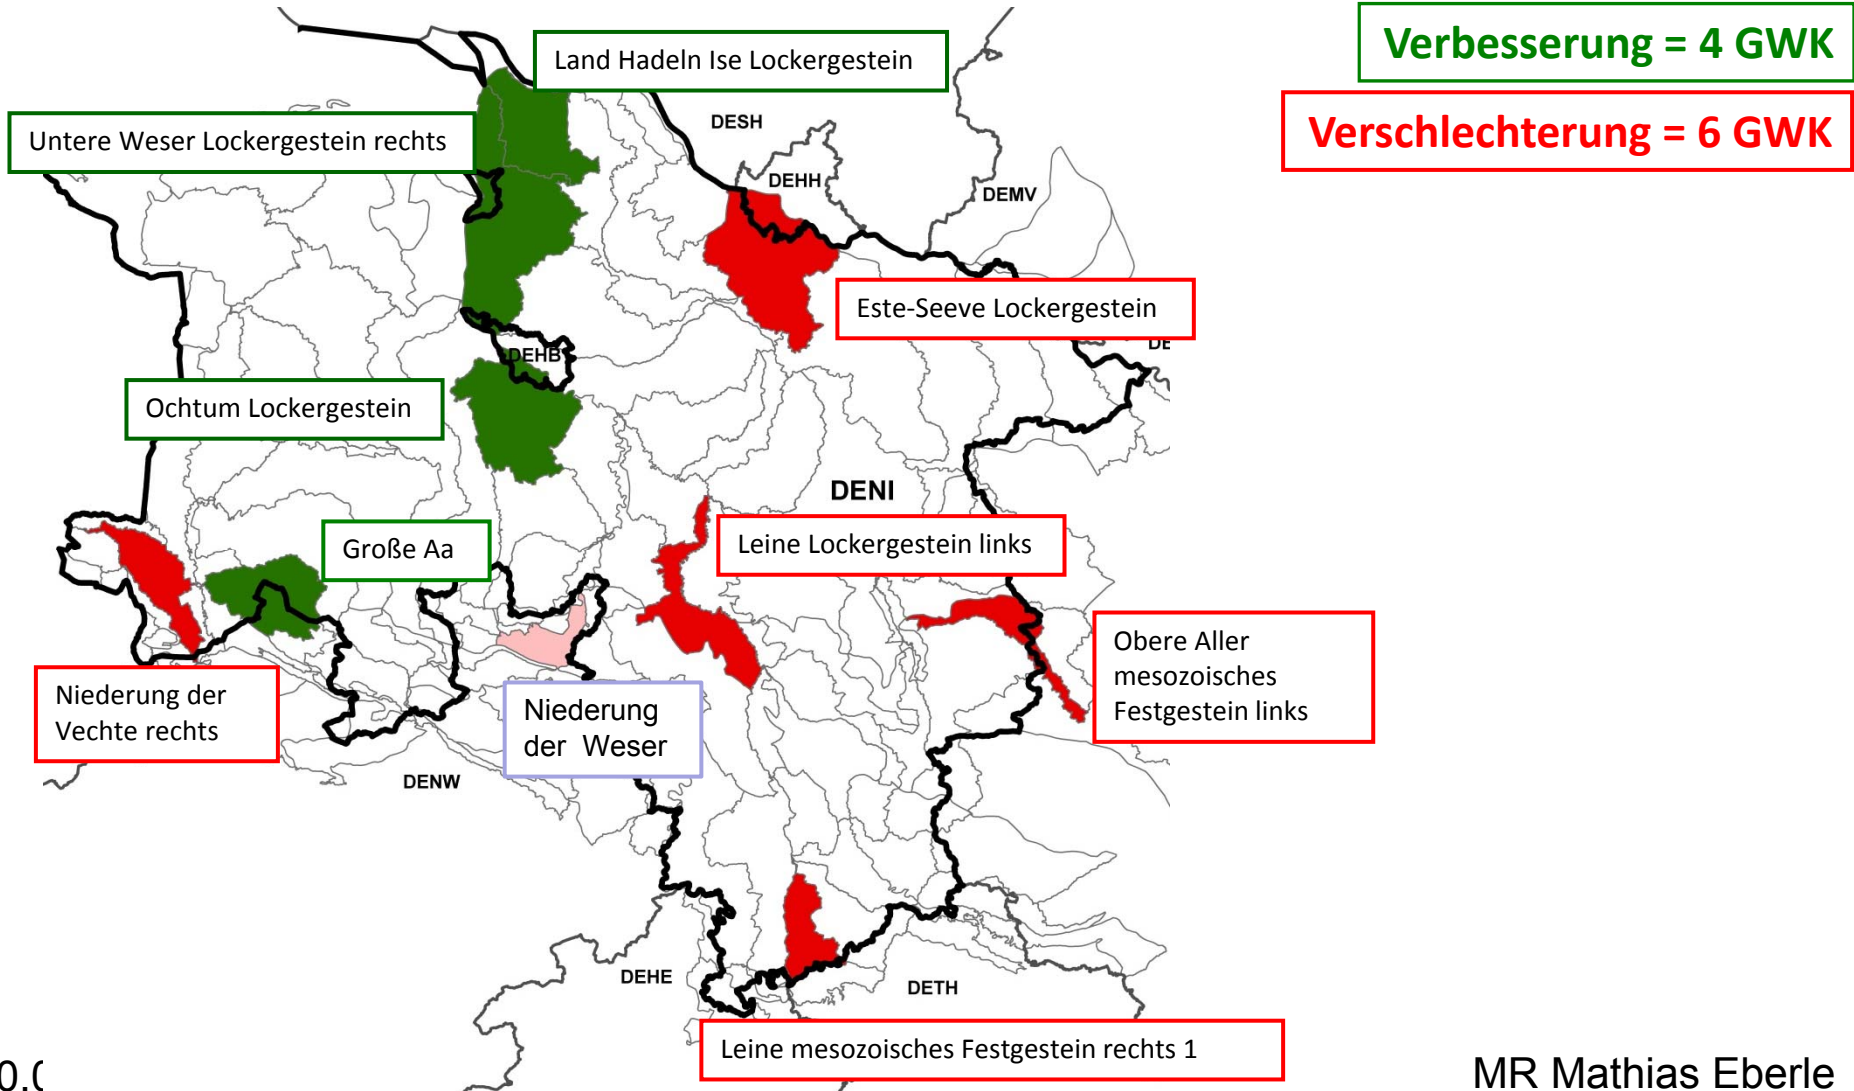 Verbesserung = 4 GWK
Verschlechterung = 6 GWK
Land Hadeln Ise Lockergestein
Untere Weser Lockergestein rechts
DESH
DEHH
DEMV
Este-Seeve Lockergestein
DE
DEHB
Ochtum Lockergestein
DENI
Große Aa
Leine Lockergestein links
Obere Aller
mesozoisches
Festgestein links
Niederung der
Vechte rechts
Niederung
der Weser
DENW
DEHE
DETH
Leine mesozoisches Festgestein rechts 1
MR Mathias Eberle